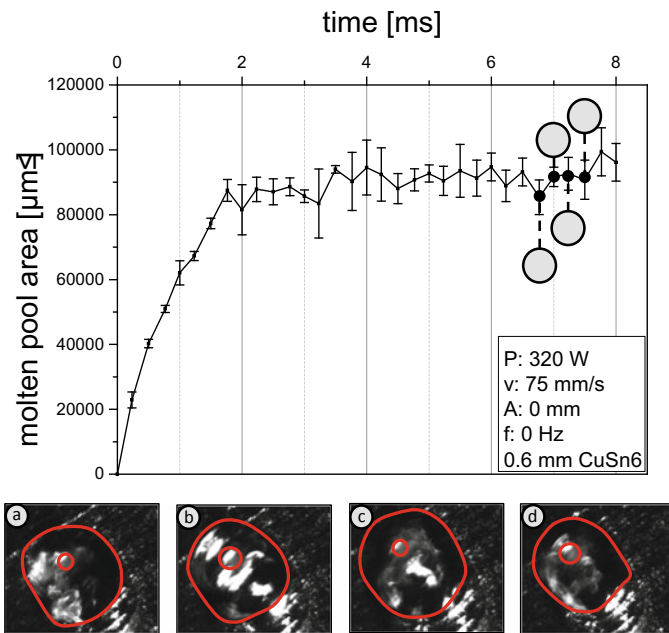 time [ms]
0 2 4 6 8
120000
100000
80000
60000
40000
20000
0
molten pool area [µm≤]
P: 320 W
v: 75 mm/s
A: 0 mm
f: 0 Hz
0.6 mm CuSn6
a b c d